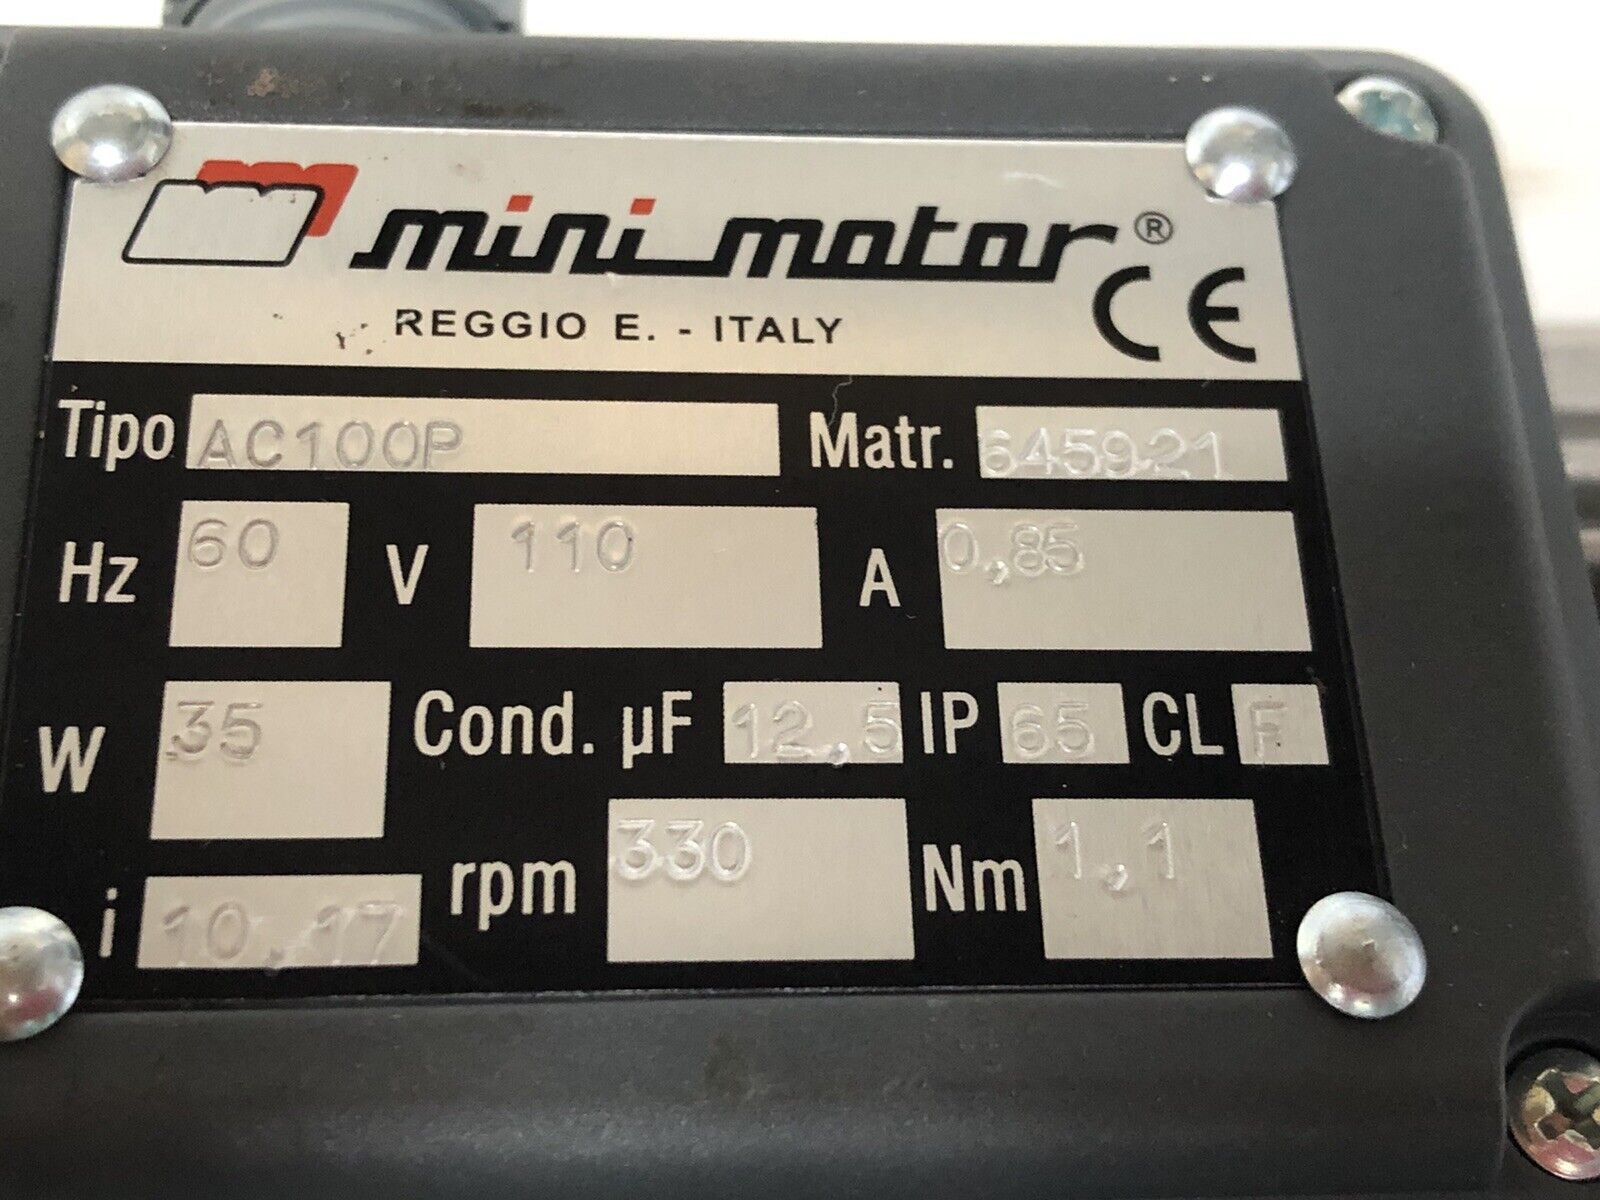 mini motor®
CE
REGGIO E. - ITALY
Tipo AC100P Matr. 645921
Hz 60 V 110 A 0,85
W 35 Cond. µF 12,5 IP 65 CL F
i 10,17 rpm 330 Nm 1,1